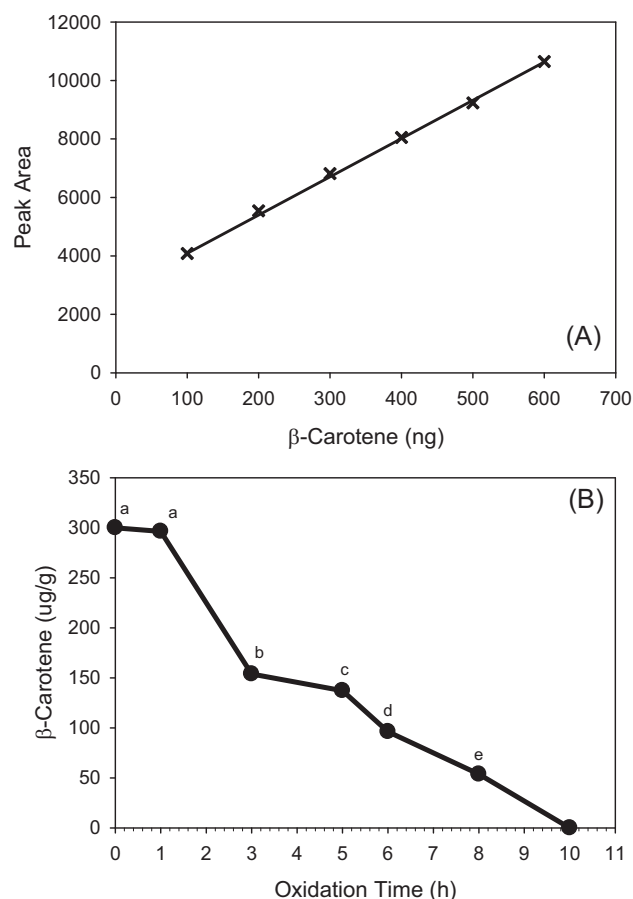 12000
10000
8000
6000
4000
2000
0
Peak Area
(A)
0 100 200 300 400 500 600 700
β-Carotene (ng)
350
300
250
200
150
100
50
0
β-Carotene (ug/g)
(B)
a
a
b
c
d
e
0 1 2 3 4 5 6 7 8 9 10 11
Oxidation Time (h)